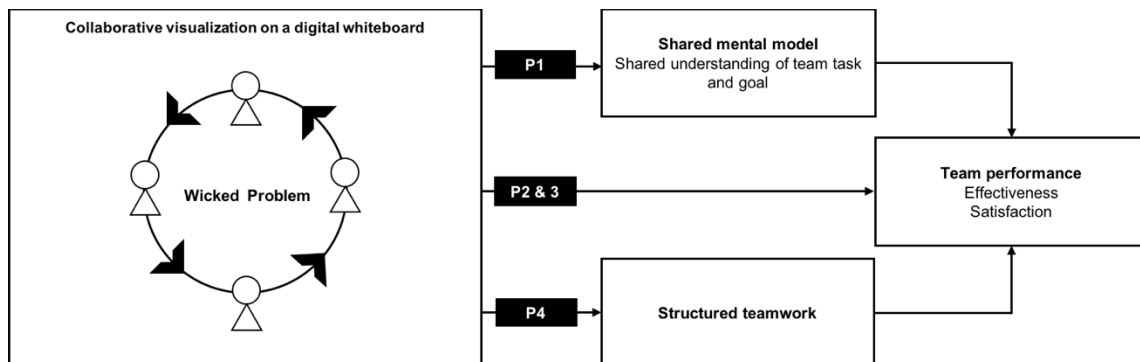 Collaborative visualization on a digital whiteboard
Wicked Problem
P1
P2 & 3
P4
Shared mental model
Shared understanding of team task
and goal
Structured teamwork
Team performance
Effectiveness
Satisfaction